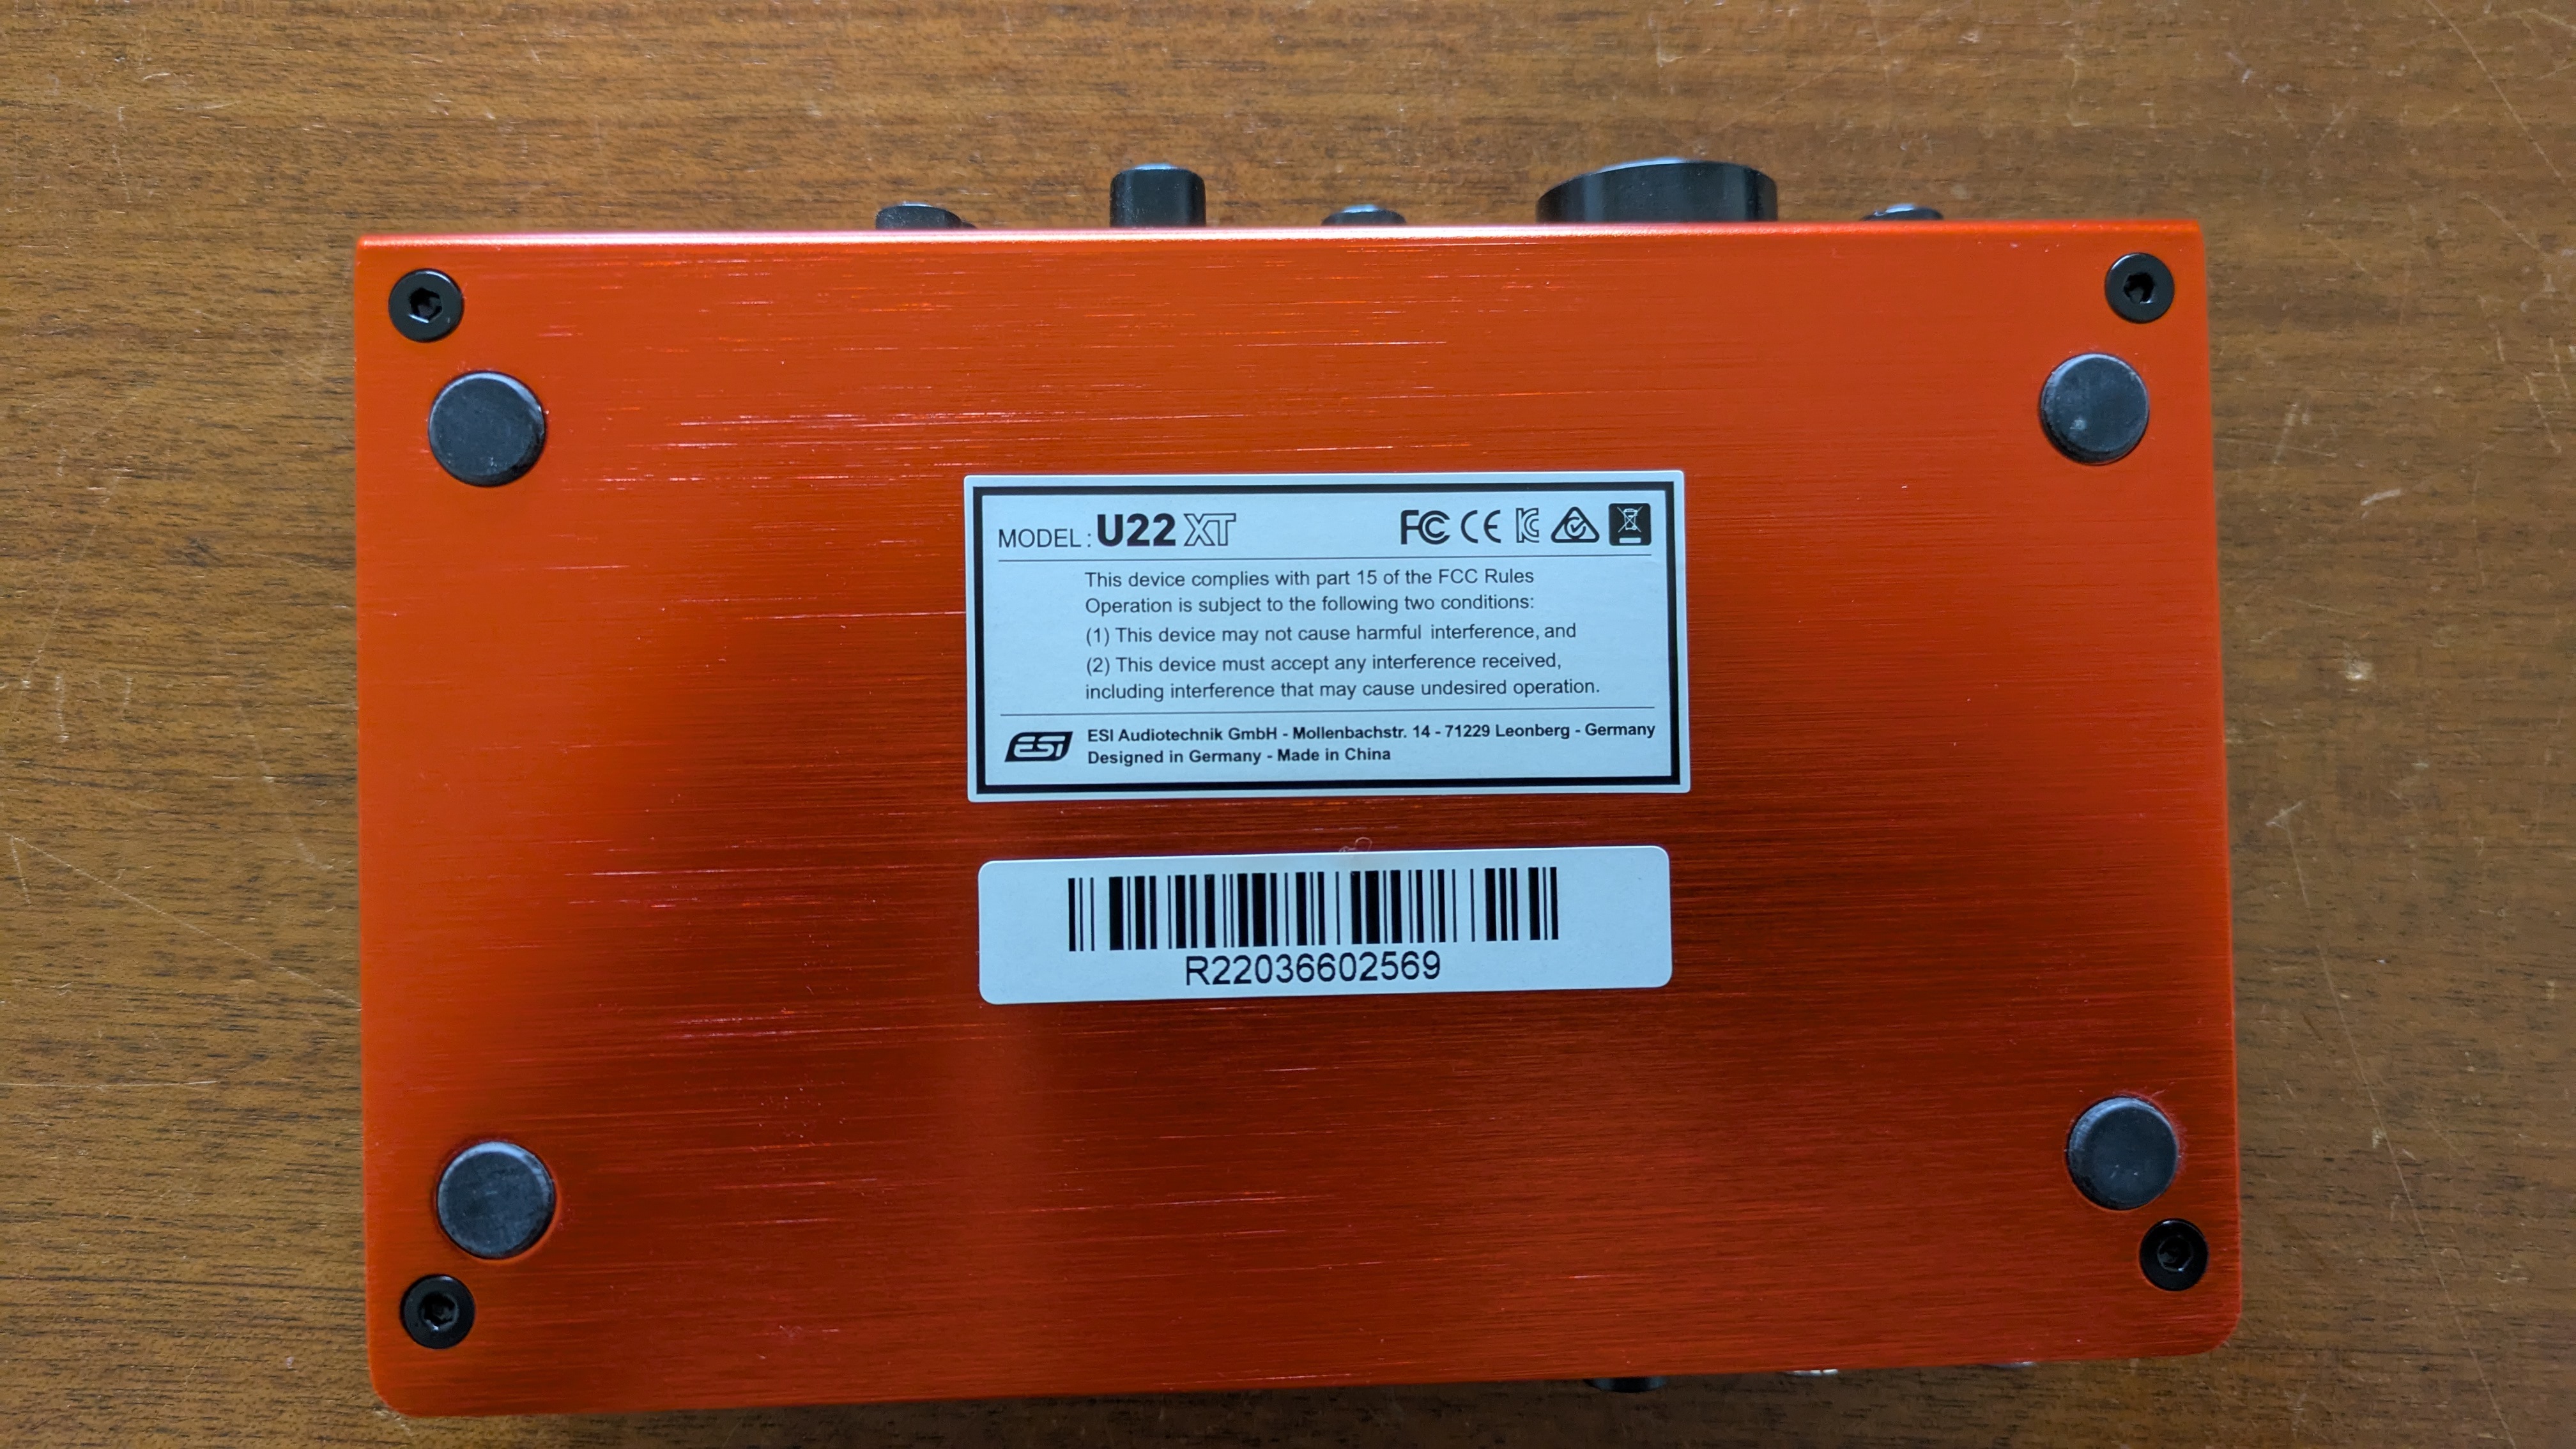 MODEL : U22 XT
FC CE
This device complies with part 15 of the FCC Rules
Operation is subject to the following two conditions:
(1) This device may not cause harmful interference, and
(2) This device must accept any interference received,
including interference that may cause undesired operation.
ESI
ESI Audiotechnik GmbH - Mollenbachstr. 14 - 71229 Leonberg - Germany
Designed in Germany - Made in China
R22036602569